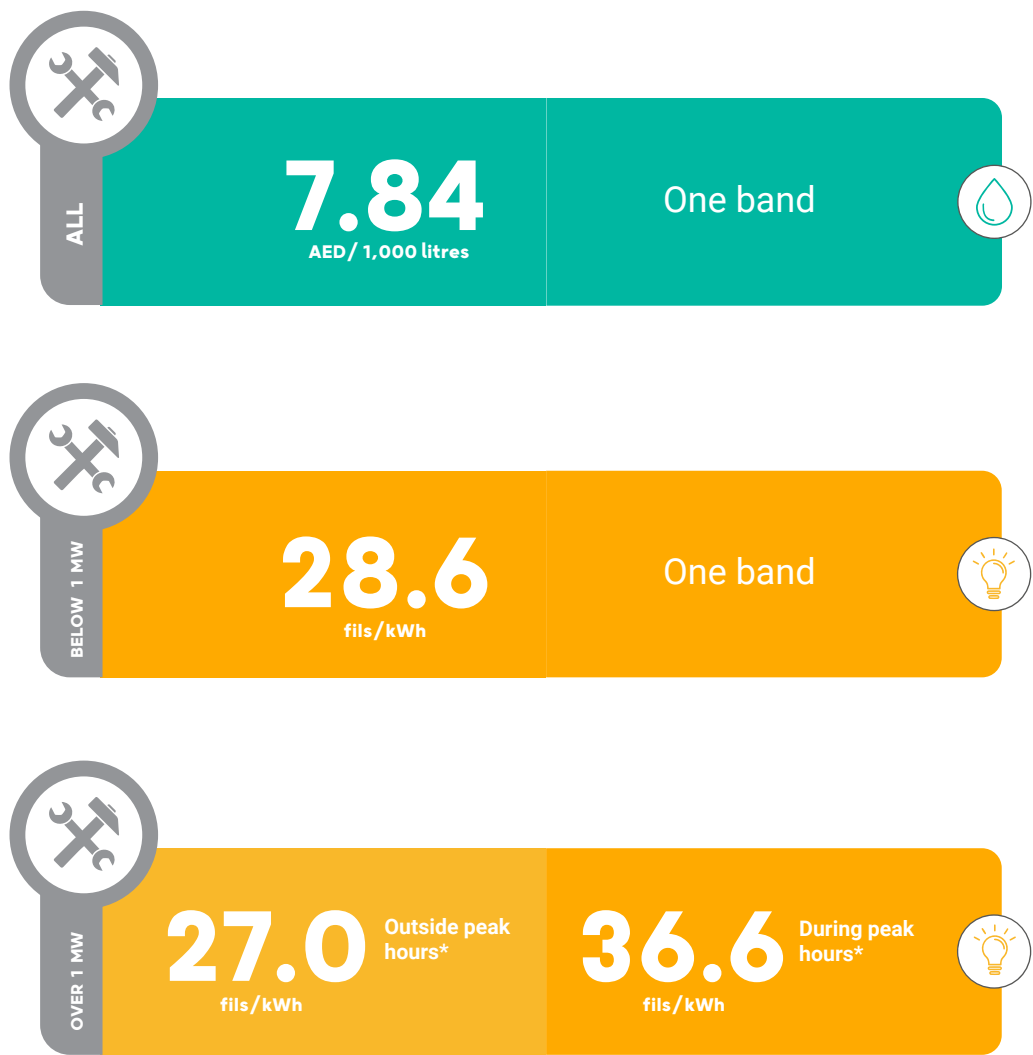 ALL
7.84
AED/ 1,000 litres
One band
BELOW 1 MW
28.6
fils/kWh
One band
OVER 1 MW
27.0
Outside peak
hours*
fils/kWh
36.6
During peak
hours*
fils/kWh